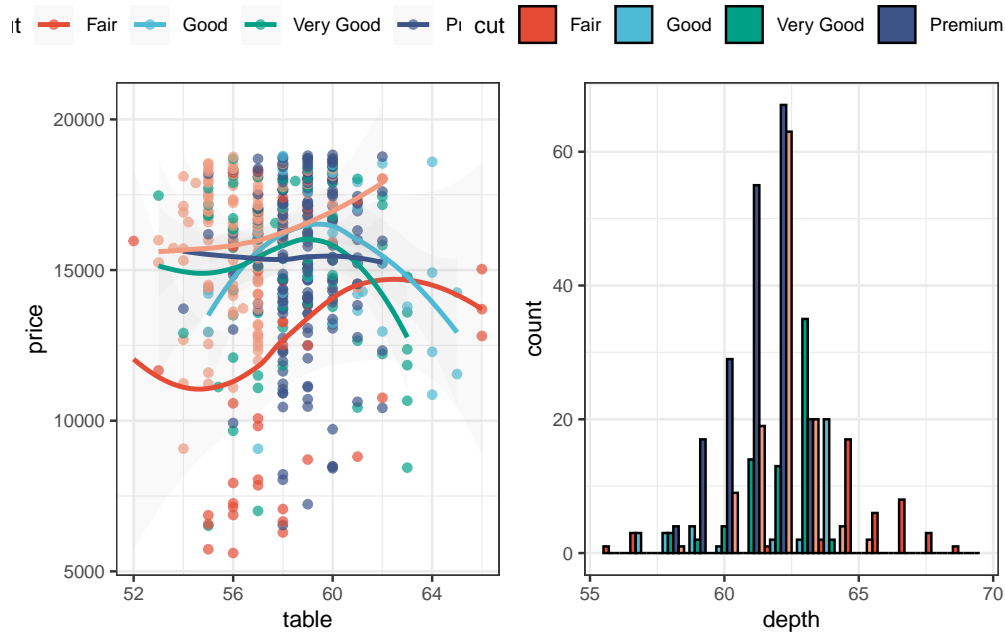 Fair Good Very Good
cut Fair Good Very Good Premium
20000
15000
10000
5000
price
52 56 60 64
table
60
40
20
0
count
55 60 65 70
depth